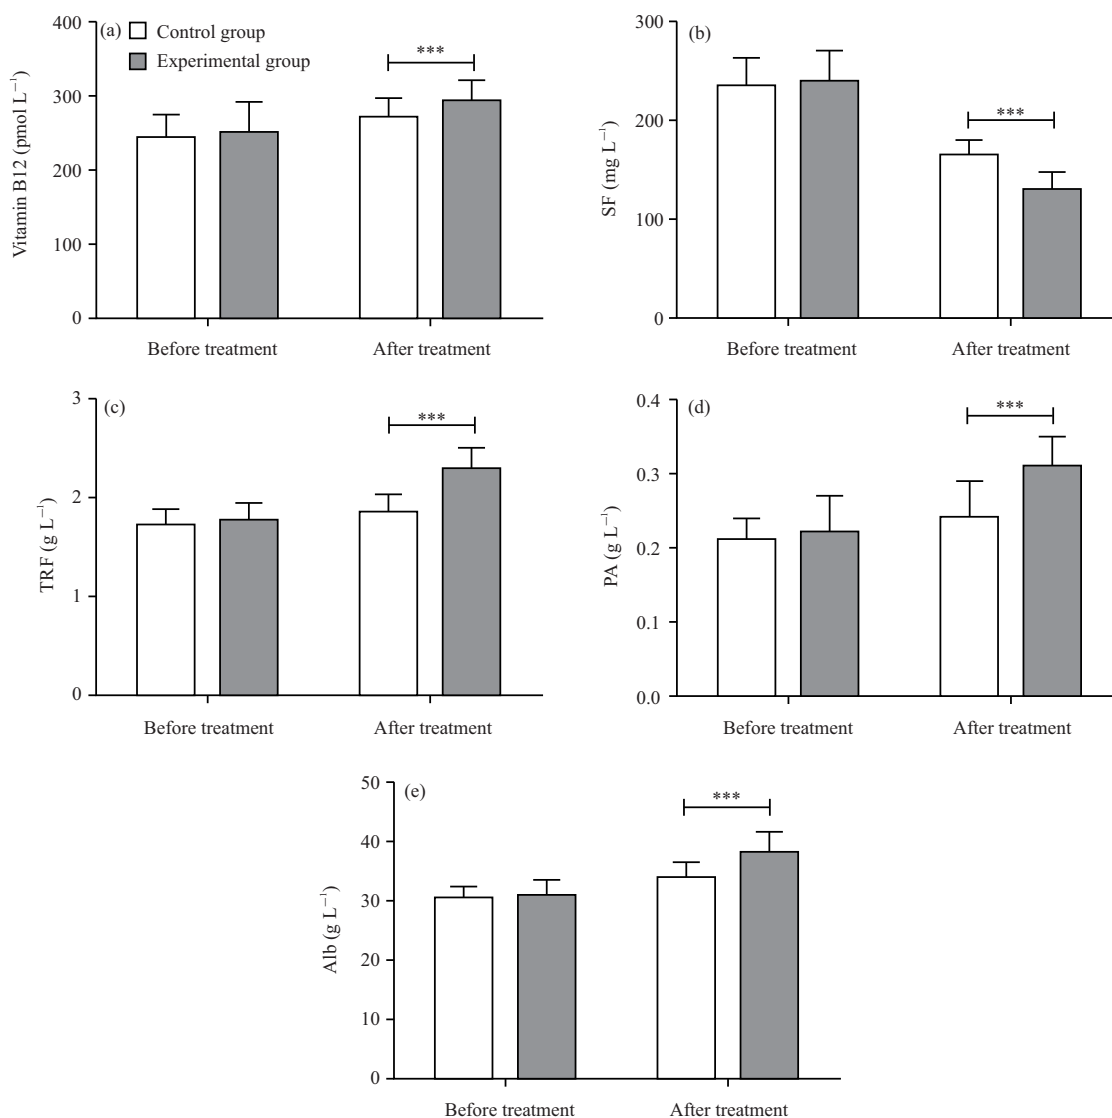 (a)
Control group
Experimental group
***
400
300
200
100
0
Vitamin B12 (pmol L⁻¹)
Before treatment
After treatment
(b)
***
300
200
100
0
SF (mg L⁻¹)
Before treatment
After treatment
(c)
***
3
2
1
0
TRF (g L⁻¹)
Before treatment
After treatment
(d)
***
0.4
0.3
0.2
0.1
0.0
PA (g L⁻¹)
Before treatment
After treatment
(e)
***
50
40
30
20
10
0
Alb (g L⁻¹)
Before treatment
After treatment